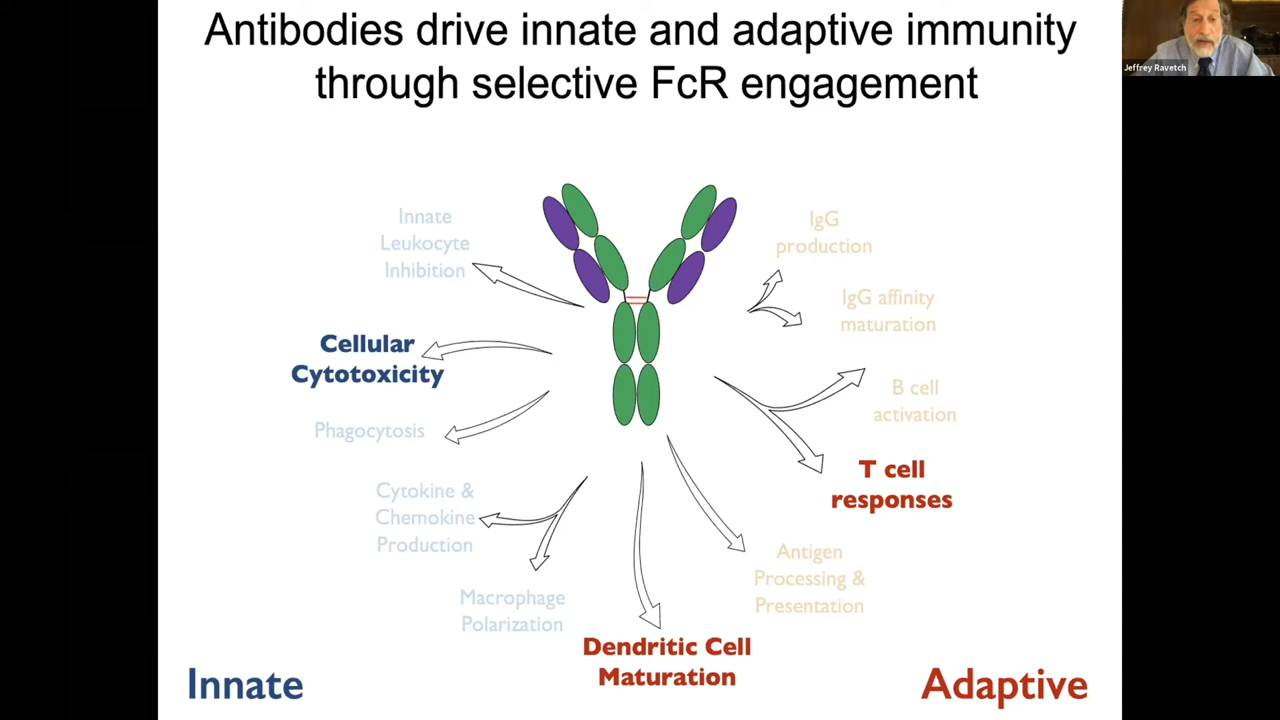 Antibodies drive innate and adaptive immunity
through selective FcR engagement
Jeffrey Ravetch
Innate
Leukocyte
Inhibition
Cellular
Cytotoxicity
Phagocytosis
Cytokine &
Chemokine
Production
Macrophage
Polarization
Dendritic Cell
Maturation
IgG
production
IgG affinity
maturation
B cell
activation
T cell
responses
Antigen
Processing &
Presentation
Innate
Adaptive